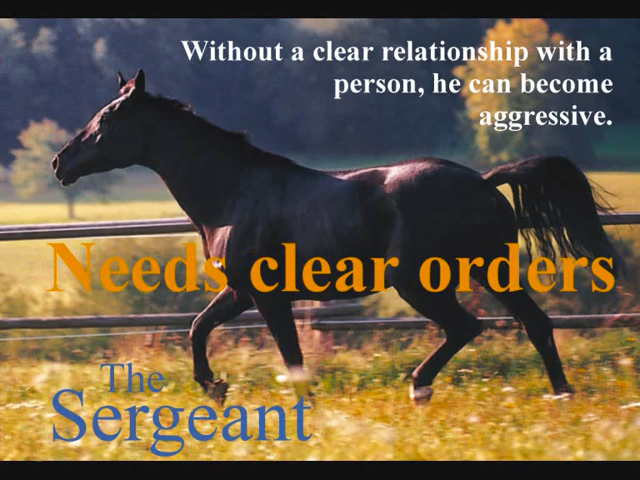 Without a clear relationship with a
person, he can become
aggressive.
Needs clear orders
The
Sergeant